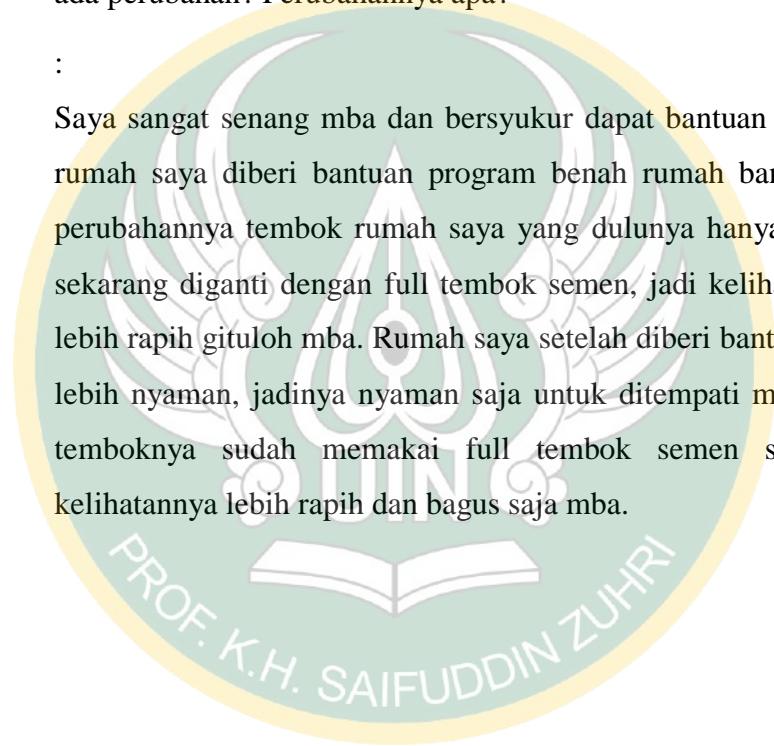 ada perubahan? Perubahannya apa?
:
Saya sangat senang mba dan bersyukur dapat bantuan
rumah saya diberi bantuan program benah rumah
perubahannya tembok rumah saya yang dulunya hanya
sekarang diganti dengan full tembok semen, jadi
lebih rapih gituloh mba. Rumah saya setelah diberi
lebih nyaman, jadinya nyaman saja untuk ditempati
temboknya sudah memakai full tembok semen
kelihatannya lebih rapih dan bagus saja mba.
UIN
PROF. K.H. SAIFUDDIN ZUHRI